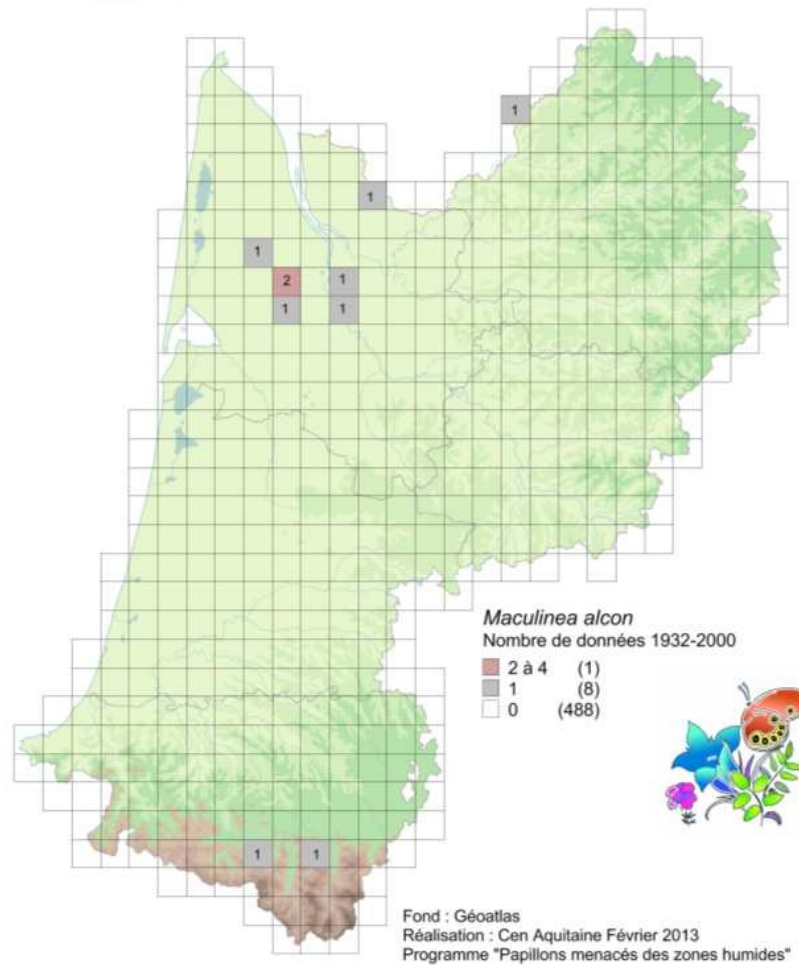 1
1
1
2 1
1 1
Maculinea alcon
Nombre de données 1932-2000
2 à 4 (1)
1 (8)
0 (488)
1 1
Fond : Géoatlas
Réalisation : Cen Aquitaine Février 2013
Programme "Papillons menacés des zones humides"